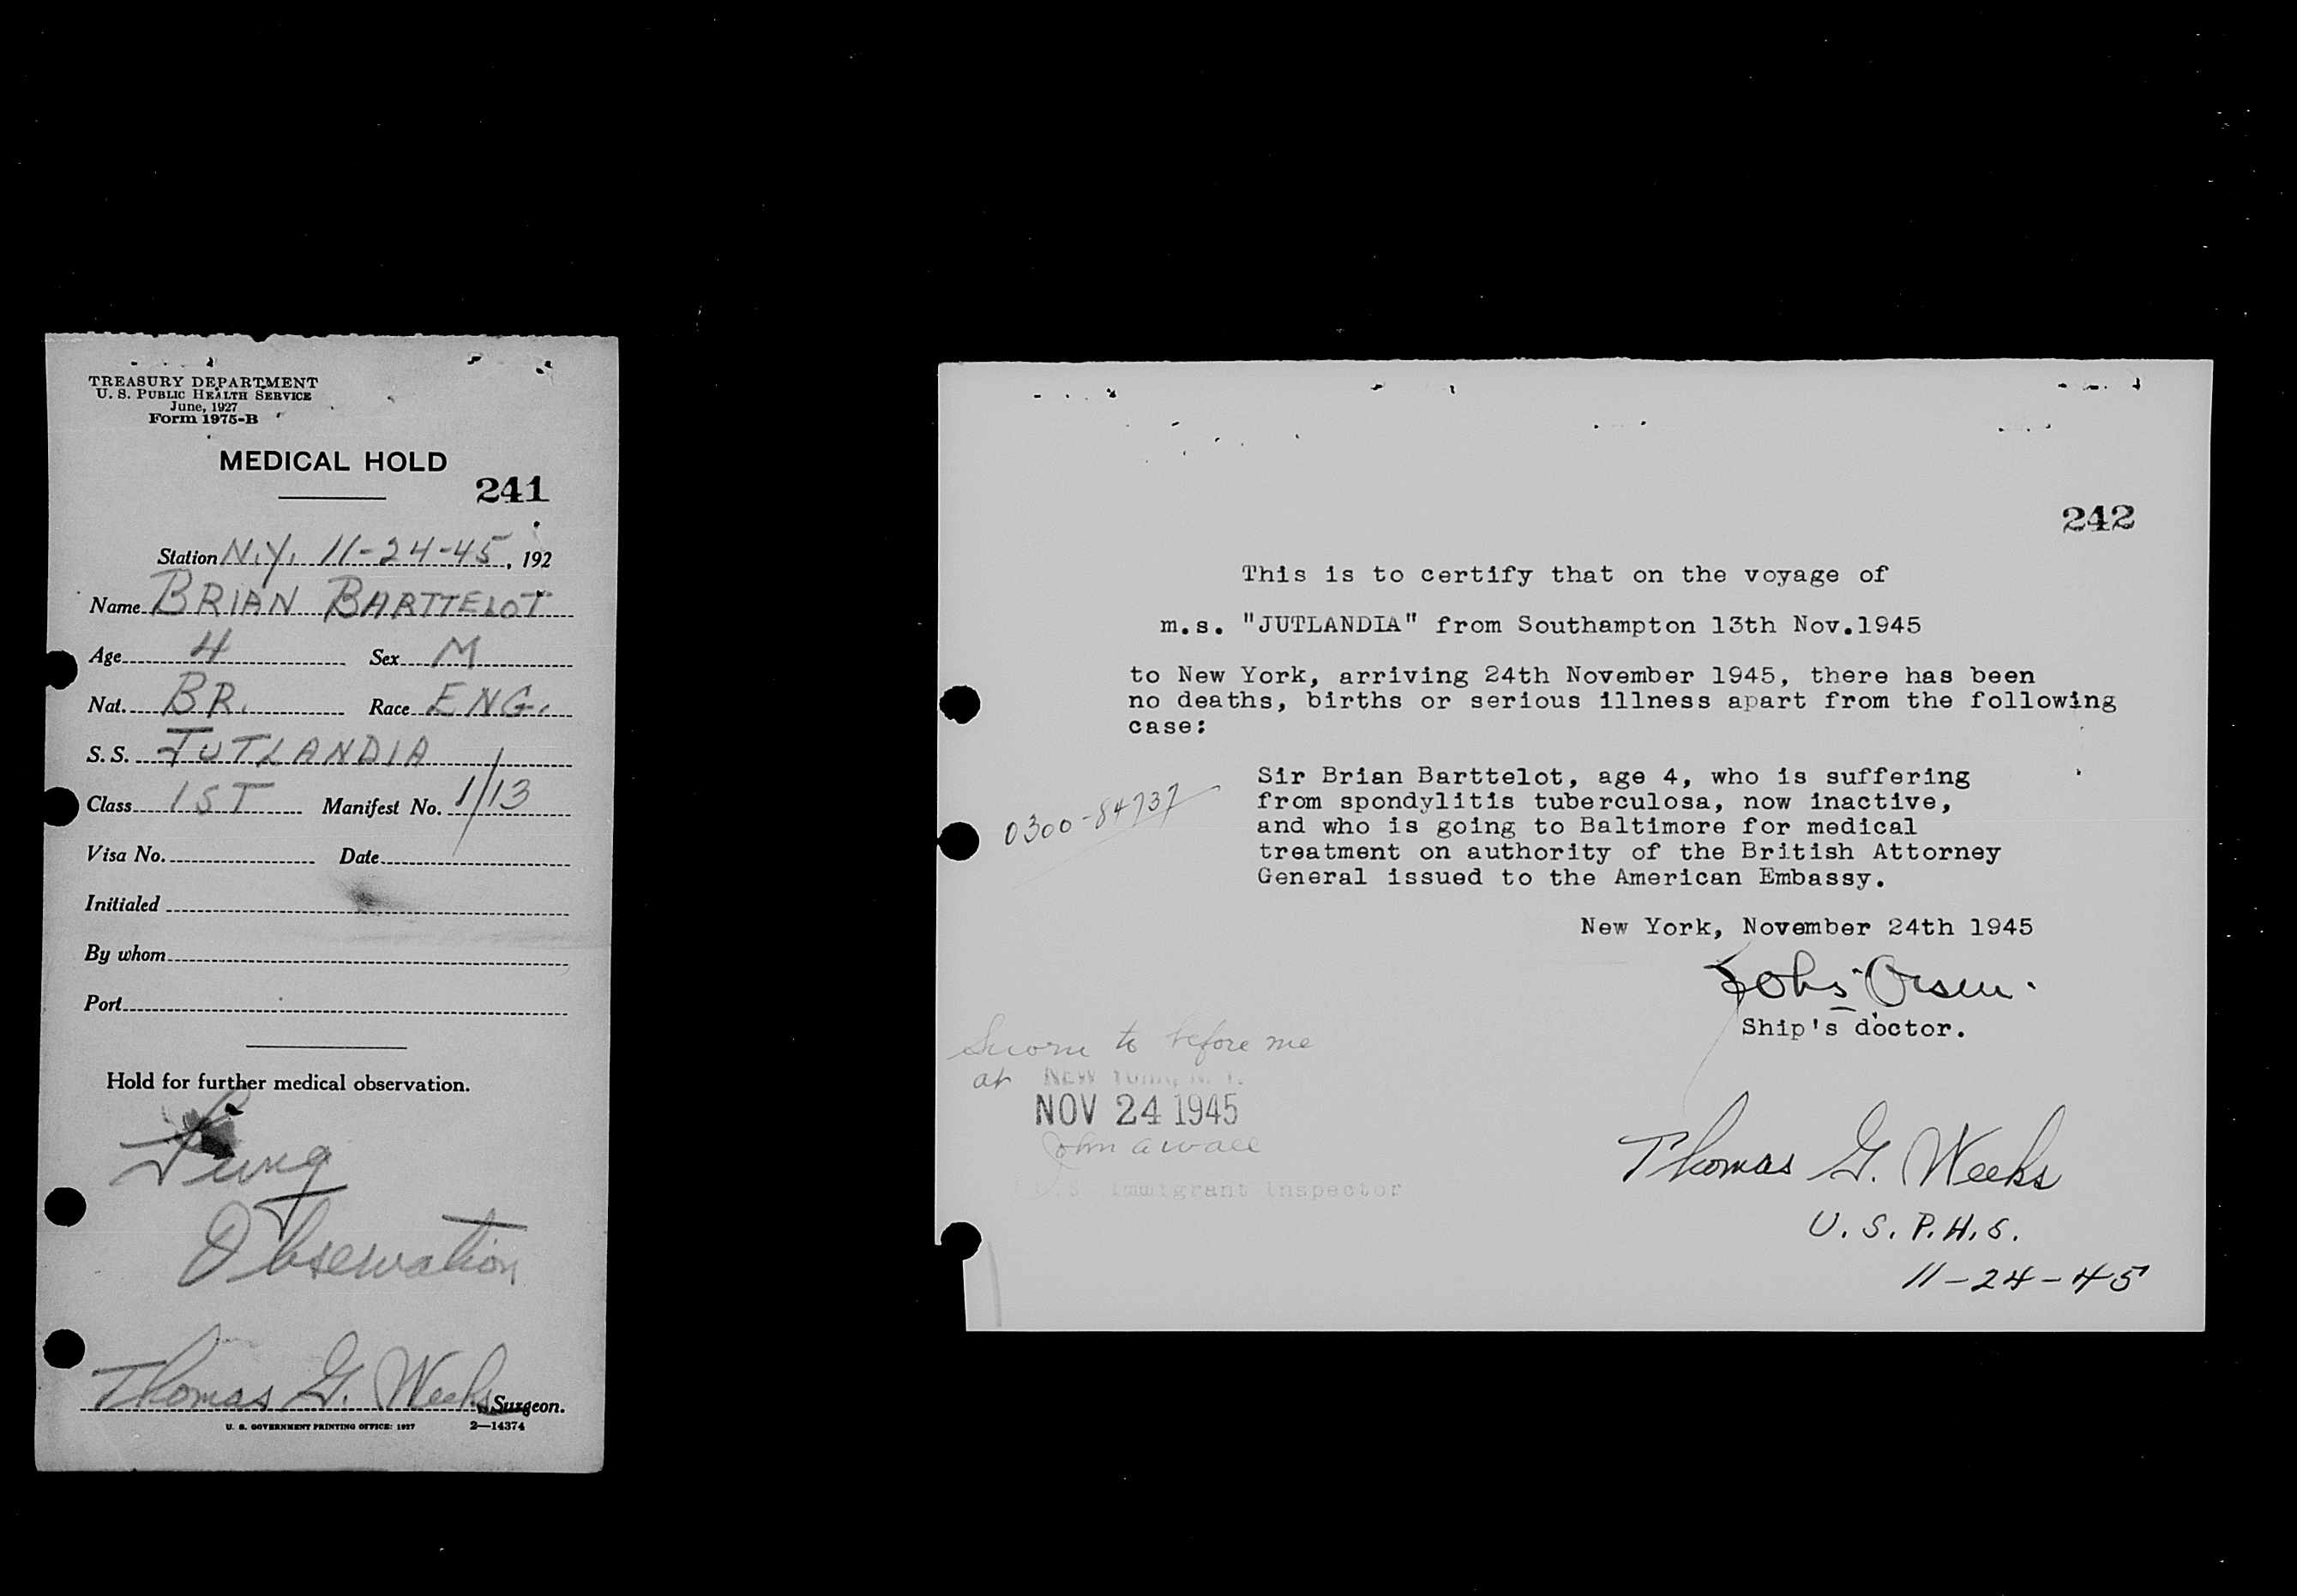 TREASURY DEPARTMENT
U. S. PUBLIC HEALTH SERVICE
June, 1927
Form 1975-B
MEDICAL HOLD
241
Station N.Y. 11-24-45, 192
Name BRIAN BARTTELOT
Age 4 Sex M
Nat. BR. Race ENG.
S. S. JUTLANDIA
Class 1ST Manifest No. 1/13
Visa No. Date
Initialed
By whom
Port
Hold for further medical observation.
Lung
Observation
Thomas G. Weeks Surgeon.
U. S. GOVERNMENT PRINTING OFFICE: 1927 2—14374
242
This is to certify that on the voyage of
m.s. "JUTLANDIA" from Southampton 13th Nov.1945
to New York, arriving 24th November 1945, there has been
no deaths, births or serious illness apart from the following
case:
Sir Brian Barttelot, age 4, who is suffering
from spondylitis tuberculosa, now inactive,
and who is going to Baltimore for medical
treatment on authority of the British Attorney
General issued to the American Embassy.
0300-84737
New York, November 24th 1945
Ship's doctor.
Sworn to before me
at NEW YORK, N. Y.
NOV 24 1945
John A Wall
U.S. Immigrant Inspector
Thomas G. Weeks
U. S. P. H. S.
11-24-45